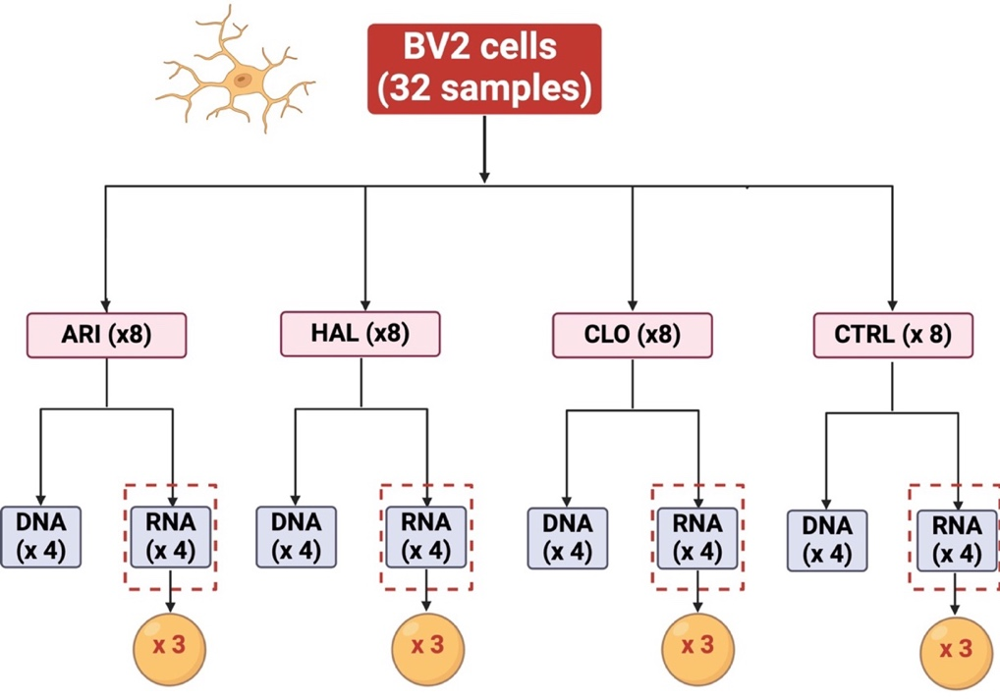 BV2 cells
(32 samples)
ARI (x8)
HAL (x8)
CLO (x8)
CTRL (x 8)
DNA
(x 4)
RNA
(x 4)
DNA
(x 4)
RNA
(x 4)
DNA
(x 4)
RNA
(x 4)
DNA
(x 4)
RNA
(x 4)
x 3
x 3
x 3
x 3